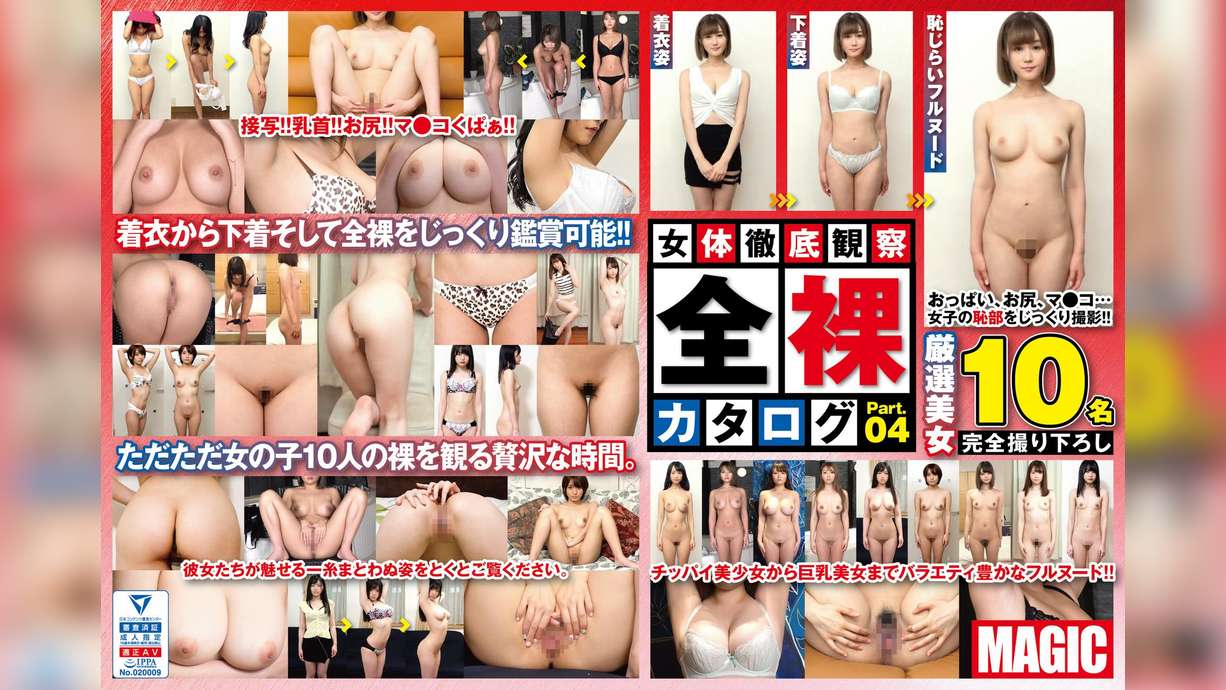 接写!!乳首!!お尻!!マ●コくぱぁ!!
着衣から下着そして全裸をじっくり鑑賞可能!!
ただただ女の子10人の裸を観る贅沢な時間。
彼女たちが魅せる一糸まとわぬ姿をとくとご覧ください。
審査済証
成人指定
適正AV
IPPA
No.020009
着衣姿
下着姿
恥じらいフルヌード
おっぱい、お尻、マ●コ…
女子の恥部をじっくり撮影!!
女体徹底観察
全裸
カタログ
Part.
04
厳選美女
10名
完全撮り下ろし
チッパイ美少女から巨乳美女までバラエティ豊かなフルヌード!!
MAGIC